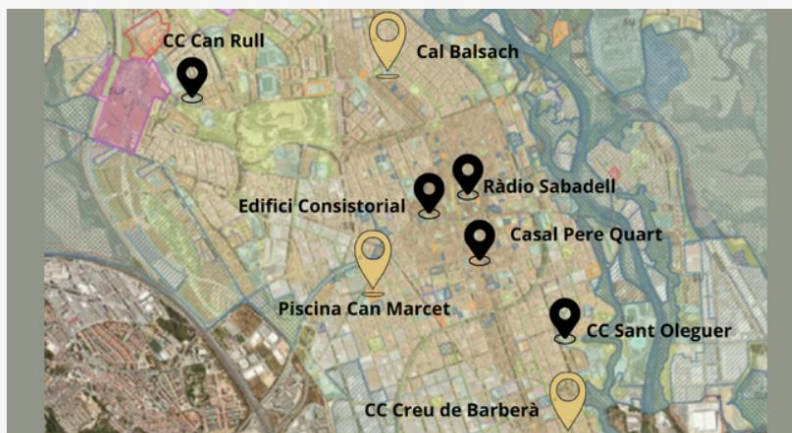 CC Can Rull
Cal Balsach
Ràdio Sabadell
Edifici Consistorial
Casal Pere Quart
Piscina Can Marcet
CC Sant Oleguer
CC Creu de Barberà